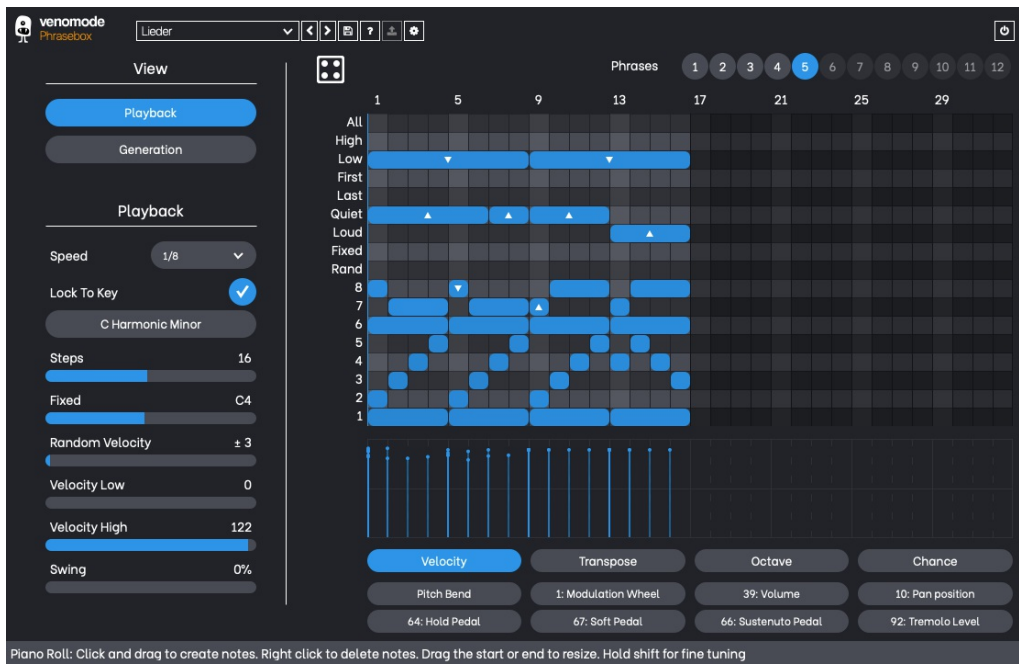 venomode
Phrasebox
Lieder
?
View
Playback
Generation
Playback
Speed 1/8
Lock To Key
C Harmonic Minor
Steps 16
Fixed C4
Random Velocity ± 3
Velocity Low 0
Velocity High 122
Swing 0%
Phrases 1 2 3 4 5 6 7 8 9 10 11 12
1 5 9 13 17 21 25 29
All
High
Low
First
Last
Quiet
Loud
Fixed
Rand
8
7
6
5
4
3
2
1
Velocity Transpose Octave Chance
Pitch Bend 1: Modulation Wheel 39: Volume 10: Pan position
64: Hold Pedal 67: Soft Pedal 66: Sustenuto Pedal 92: Tremolo Level
Piano Roll: Click and drag to create notes. Right click to delete notes. Drag the start or end to resize. Hold shift for fine tuning